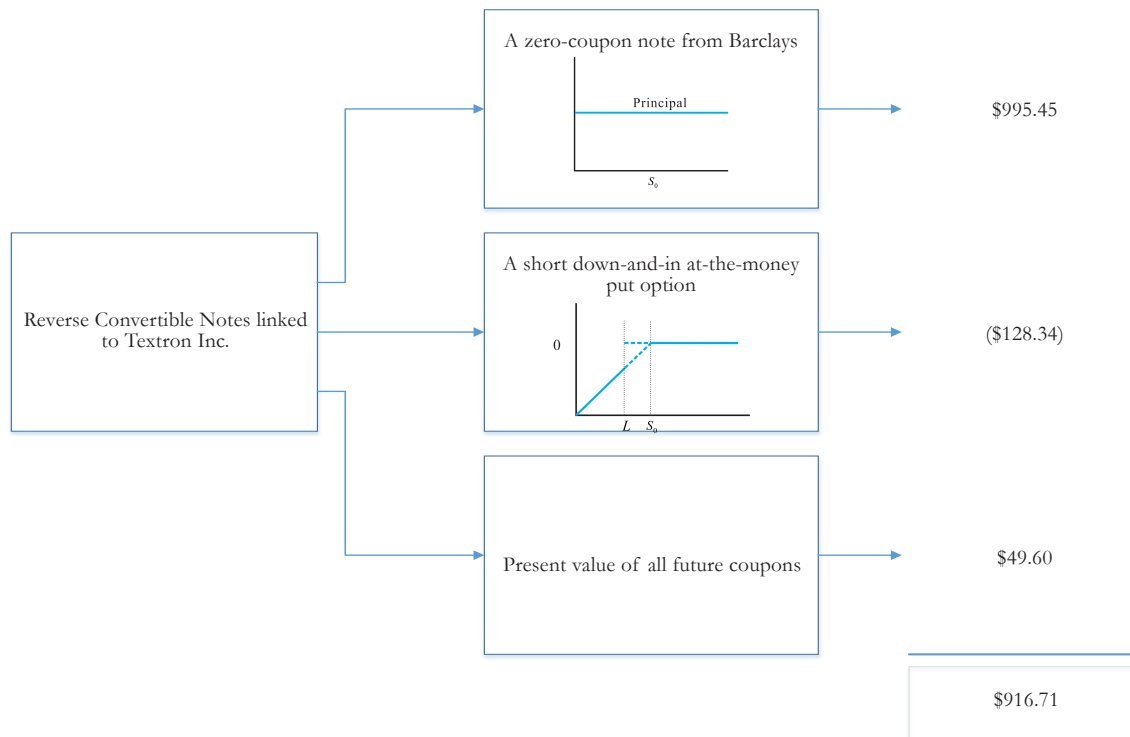 A zero-coupon note from Barclays
Principal
S₀
$995.45
Reverse Convertible Notes linked
to Textron Inc.
A short down-and-in at-the-money
put option
0
L S₀
($128.34)
Present value of all future coupons
$49.60
$916.71